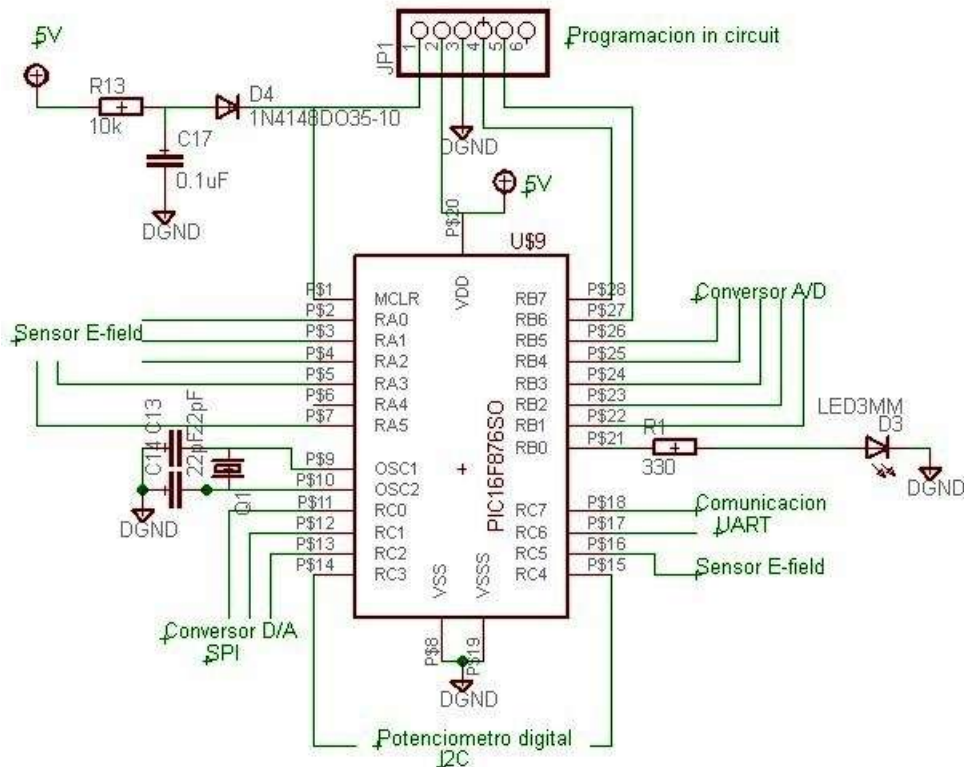 5V
R13
10k
D4
1N4148DO35-10
C17
0.1uF
DGND
JP1
1
2
3
4
5
6
Programacion in circuit
DGND
5V
P$20
U$9
P$1
P$2
P$3
P$4
P$5
P$6
P$7
P$9
P$10
P$11
P$12
P$13
P$14
MCLR
RA0
RA1
RA2
RA3
RA4
RA5
OSC1
OSC2
RC0
RC1
RC2
RC3
VDD
PIC16F876SO
VSS
VSSS
RB7
RB6
RB5
RB4
RB3
RB2
RB1
RB0
RC7
RC6
RC5
RC4
P$28
P$27
P$26
P$25
P$24
P$23
P$22
P$21
P$18
P$17
P$16
P$15
Sensor E-field
C13
22pF
C14
22pF
Q1
DGND
Conversor D/A
SPI
P$8
P$19
DGND
Conversor A/D
R1
330
LED3MM
D3
DGND
Comunicacion
UART
Sensor E-field
Potenciometro digital
I2C